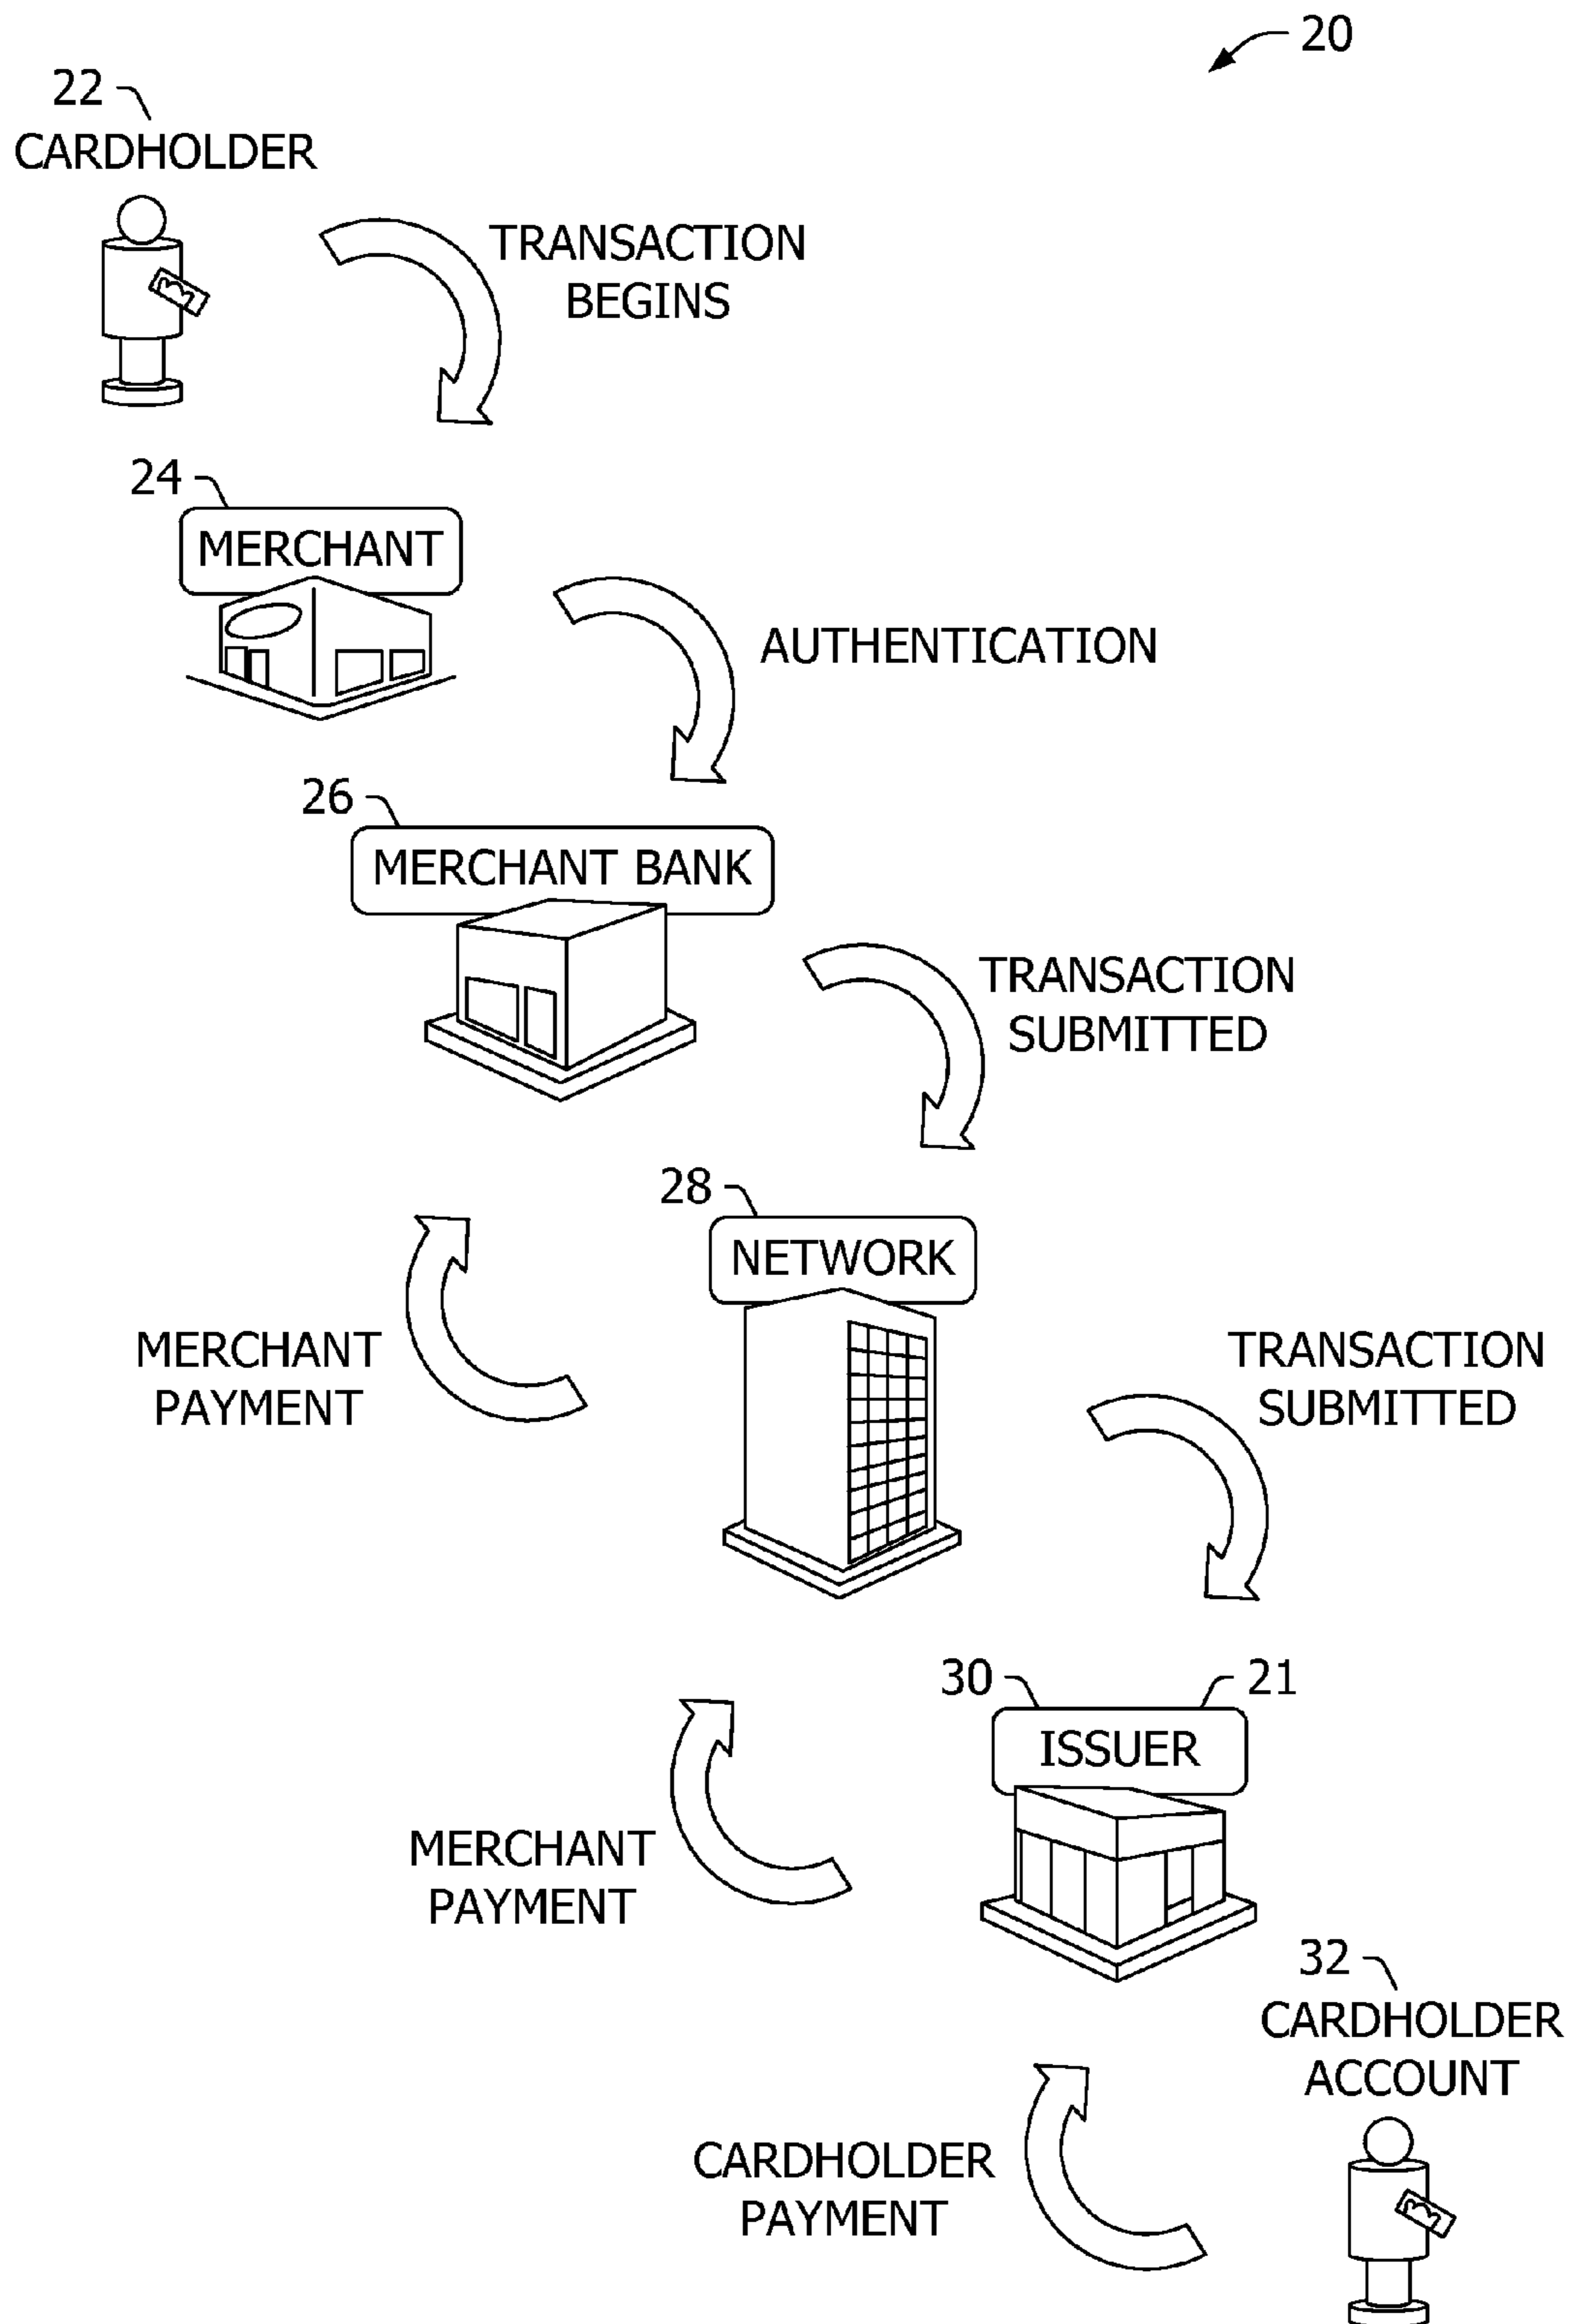 20
22
CARDHOLDER
TRANSACTION
BEGINS
24
MERCHANT
AUTHENTICATION
26
MERCHANT BANK
TRANSACTION
SUBMITTED
28
NETWORK
MERCHANT
PAYMENT
TRANSACTION
SUBMITTED
30
21
ISSUER
MERCHANT
PAYMENT
32
CARDHOLDER
ACCOUNT
CARDHOLDER
PAYMENT